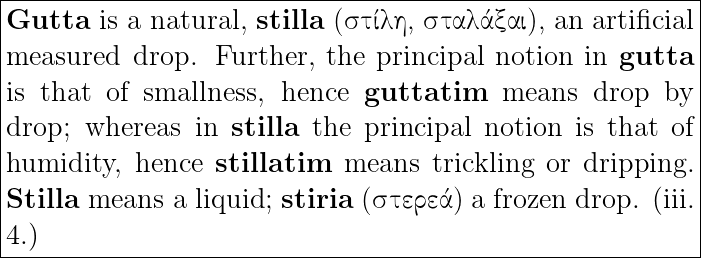 Gutta is a natural, stilla (στίλη, σταλάξαι), an artificial
measured drop. Further, the principal notion in gutta
is that of smallness, hence guttatim means drop by
drop; whereas in stilla the principal notion is that of
humidity, hence stillatim means trickling or dripping.
Stilla means a liquid; stiria (στερεά) a frozen drop. (iii.
4.)